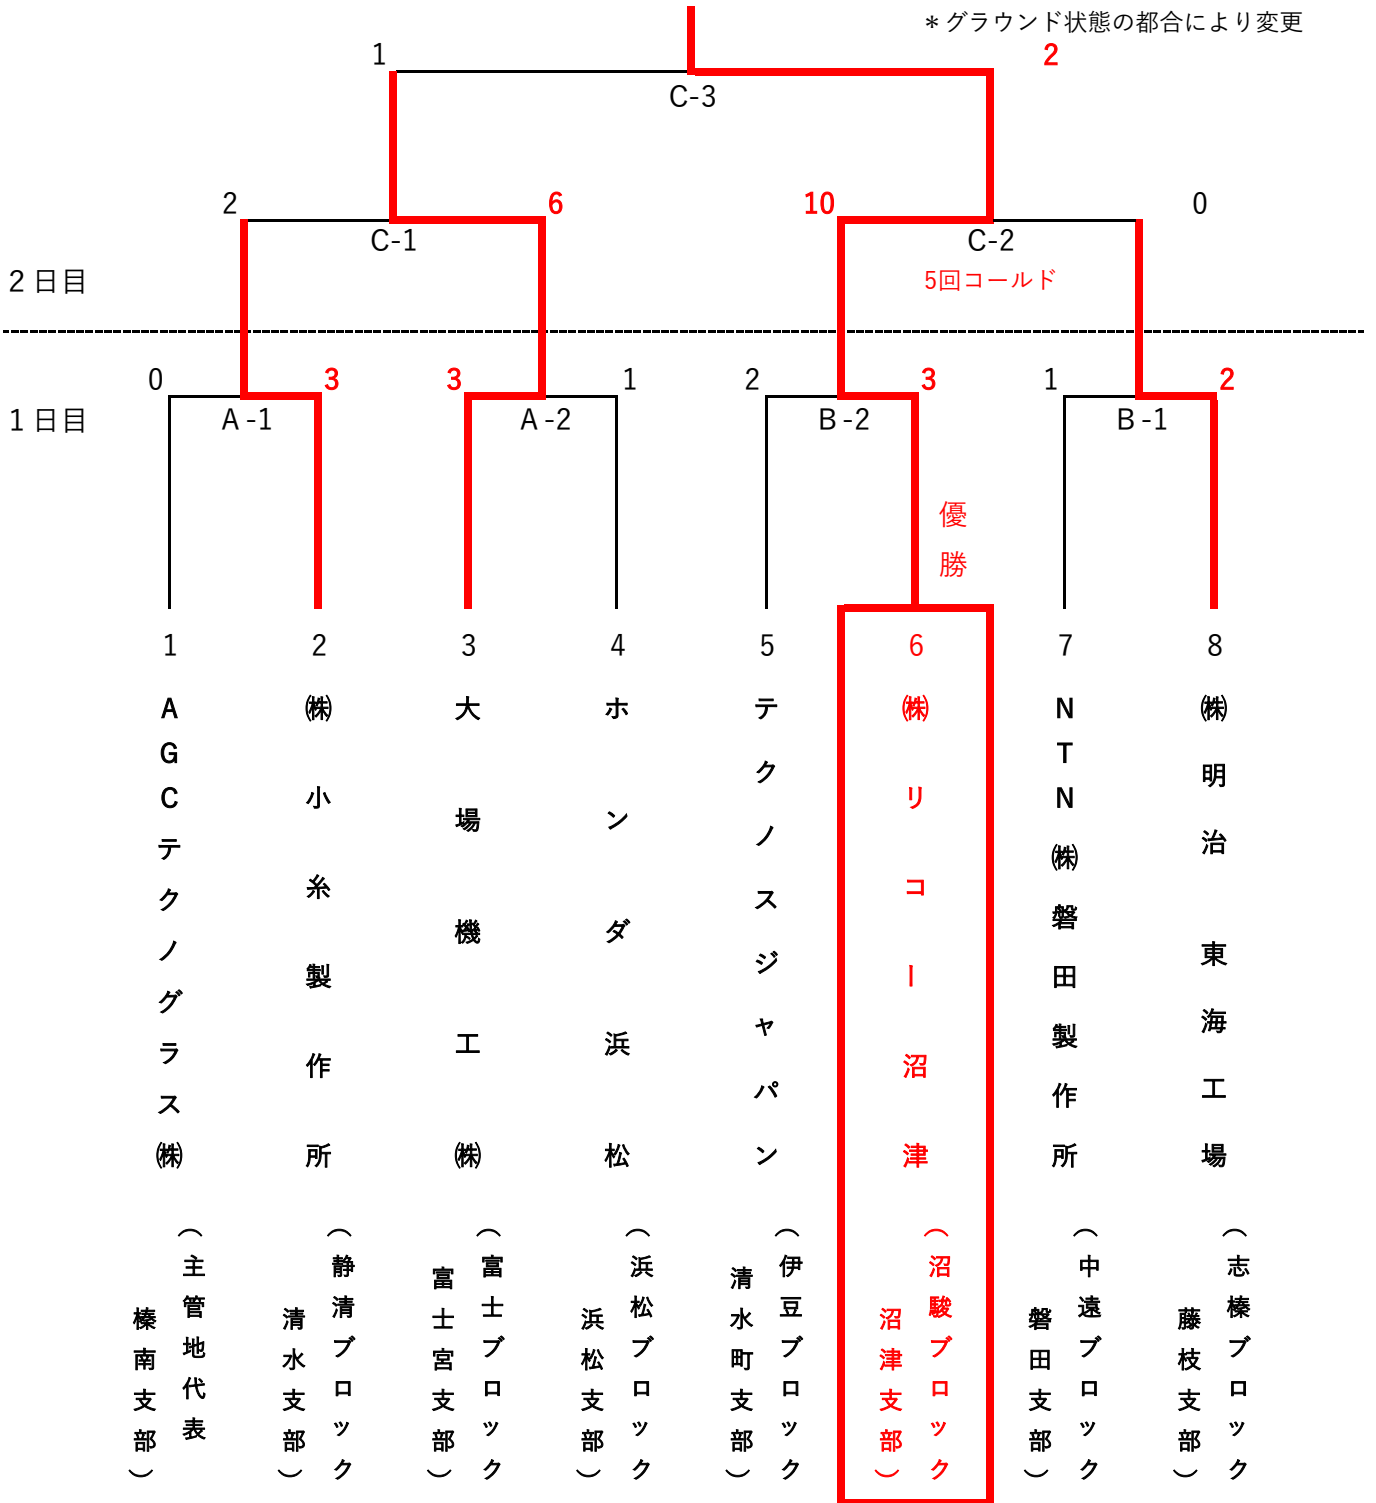 ＊グラウンド状態の都合により変更
1
2
C-3
2
6
10
0
C-1
C-2
2日目
5回コールド
0
3
3
1
2
3
1
2
1日目
A-1
A-2
B-2
B-1
優勝
1
2
3
4
5
6
7
8
AGCテクノグラス㈱
㈱小糸製作所
大場機工㈱
ホンダ浜松
テクノスジャパン
㈱リコー沼津
NTN㈱磐田製作所
㈱明治　東海工場
（主管地代表
榛南支部）
（静清ブロック
清水支部）
（富士ブロック
富士宮支部）
（浜松ブロック
浜松支部）
（伊豆ブロック
清水町支部）
（沼駿ブロック
沼津支部）
（中遠ブロック
磐田支部）
（志榛ブロック
藤枝支部）